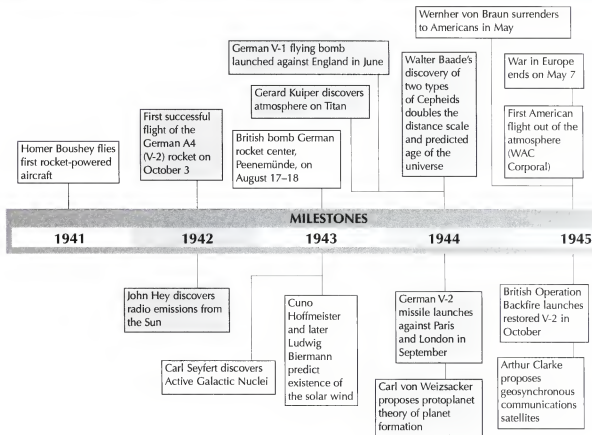 Wernher von Braun surrenders
to Americans in May
German V-1 flying bomb
launched against England in June
Walter Baade's
discovery of
two types
of Cepheids
doubles the
distance scale
and predicted
age of the
universe
War in Europe
ends on May 7
Gerard Kuiper discovers
atmosphere on Titan
First successful
flight of the
German A4
(V-2) rocket on
October 3
First American
flight out of the
atmosphere
(WAC
Corporal)
Homer Boushey flies
first rocket-powered
aircraft
British bomb German
rocket center,
Peenemünde, on
August 17–18
MILESTONES
1941
1942
1943
1944
1945
John Hey discovers
radio emissions from
the Sun
Carl Seyfert discovers
Active Galactic Nuclei
Cuno
Hoffmeister
and later
Ludwig
Biermann
predict
existence of
the solar wind
German V-2
missile launches
against Paris
and London in
September
Carl von Weizsacker
proposes protoplanet
theory of planet
formation
British Operation
Backfire launches
restored V-2 in
October
Arthur Clarke
proposes
geosynchronous
communications
satellites